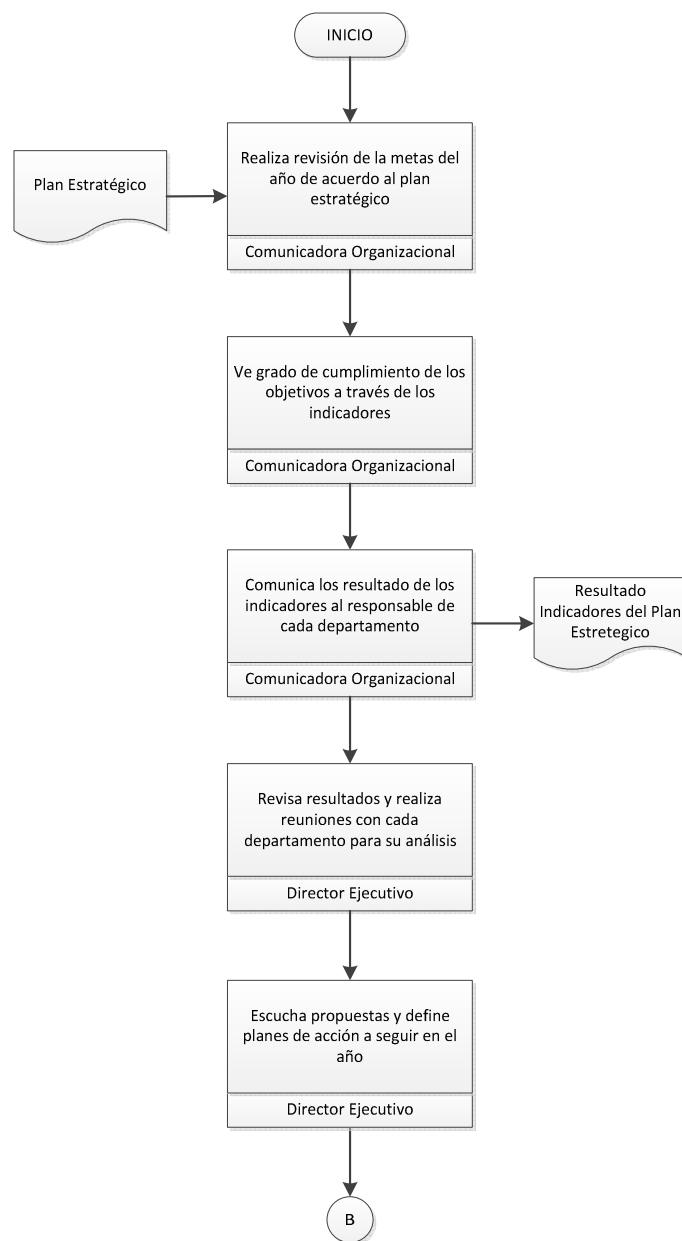 INICIO
Plan Estratégico
Realiza revisión de la metas del
año de acuerdo al plan
estratégico
Comunicadora Organizacional
Ve grado de cumplimiento de los
objetivos a través de los
indicadores
Comunicadora Organizacional
Comunica los resultado de los
indicadores al responsable de
cada departamento
Comunicadora Organizacional
Resultado
Indicadores del Plan
Estretegico
Revisa resultados y realiza
reuniones con cada
departamento para su análisis
Director Ejecutivo
Escucha propuestas y define
planes de acción a seguir en el
año
Director Ejecutivo
B